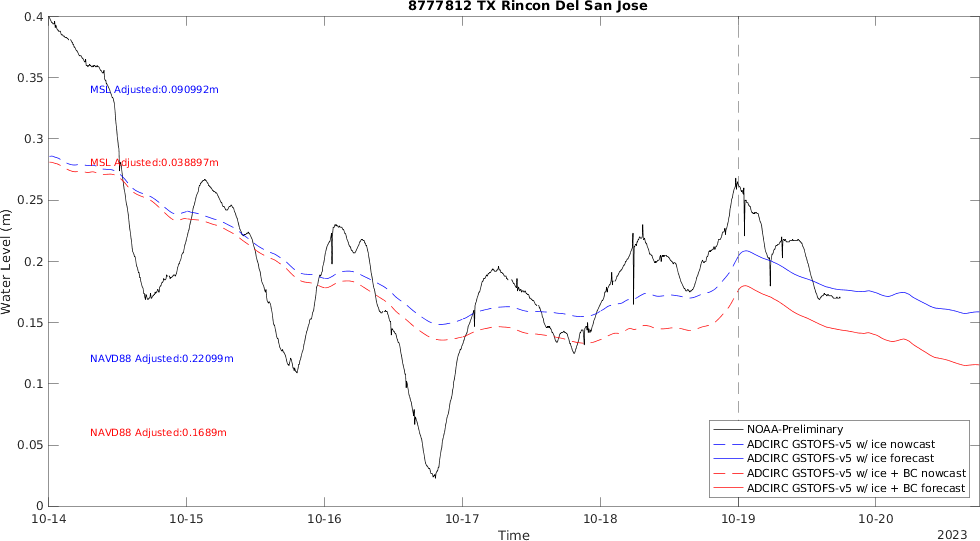 8777812 TX Rincon Del San Jose
0.4
0.35
0.3
0.25
0.2
0.15
0.1
0.05
0
Water Level (m)
MSL Adjusted:0.090992m
MSL Adjusted:0.038897m
NAVD88 Adjusted:0.22099m
NAVD88 Adjusted:0.1689m
NOAA-Preliminary
ADCIRC GSTOFS-v5 w/ ice nowcast
ADCIRC GSTOFS-v5 w/ ice forecast
ADCIRC GSTOFS-v5 w/ ice + BC nowcast
ADCIRC GSTOFS-v5 w/ ice + BC forecast
10-14 10-15 10-16 10-17 10-18 10-19 10-20
Time
2023